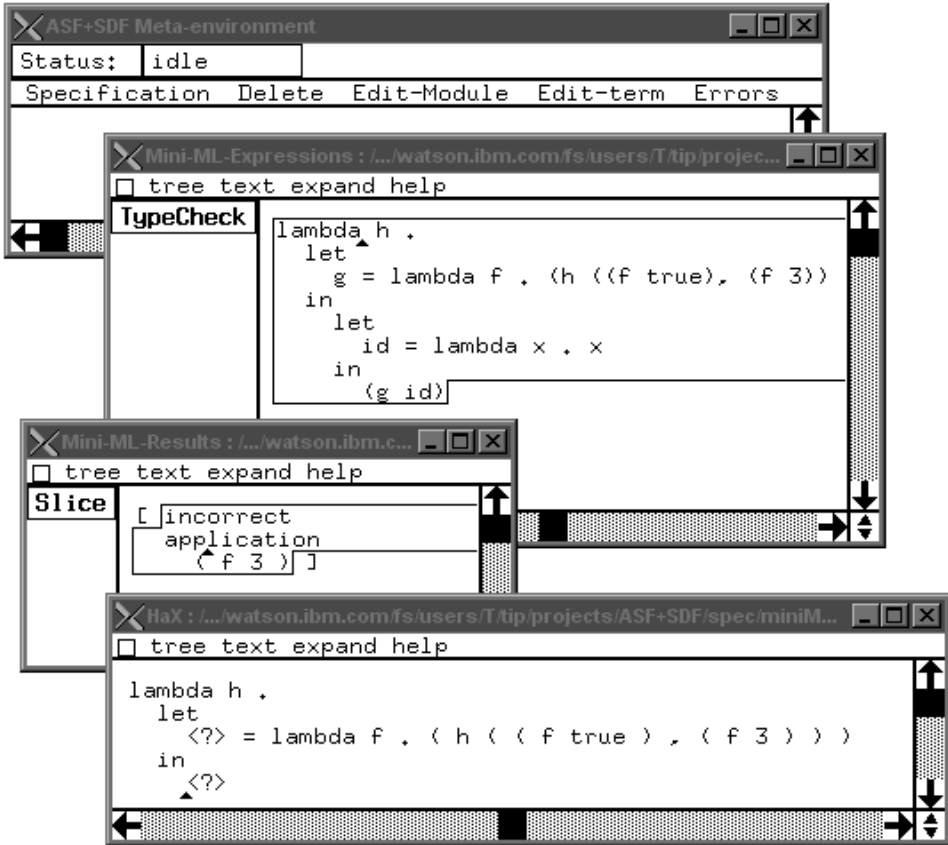 ASF+SDF Meta-environment
Status: idle
Specification Delete Edit-Module Edit-term Errors
Mini-ML-Expressions : /.../watson.ibm.com/fs/users/T/tip/projec...
tree text expand help
TypeCheck
lambda h .
let
g = lambda f . (h ((f true), (f 3))
in
let
id = lambda x . x
in
(g id)
Mini-ML-Results : /.../watson.ibm.c...
tree text expand help
Slice
[ incorrect
application
( f 3 ) ]
HaX : /.../watson.ibm.com/fs/users/T/tip/projects/ASF+SDF/spec/miniM...
tree text expand help
lambda h .
let
<?> = lambda f . ( h ( ( f true ) , ( f 3 ) ) )
in
<?>